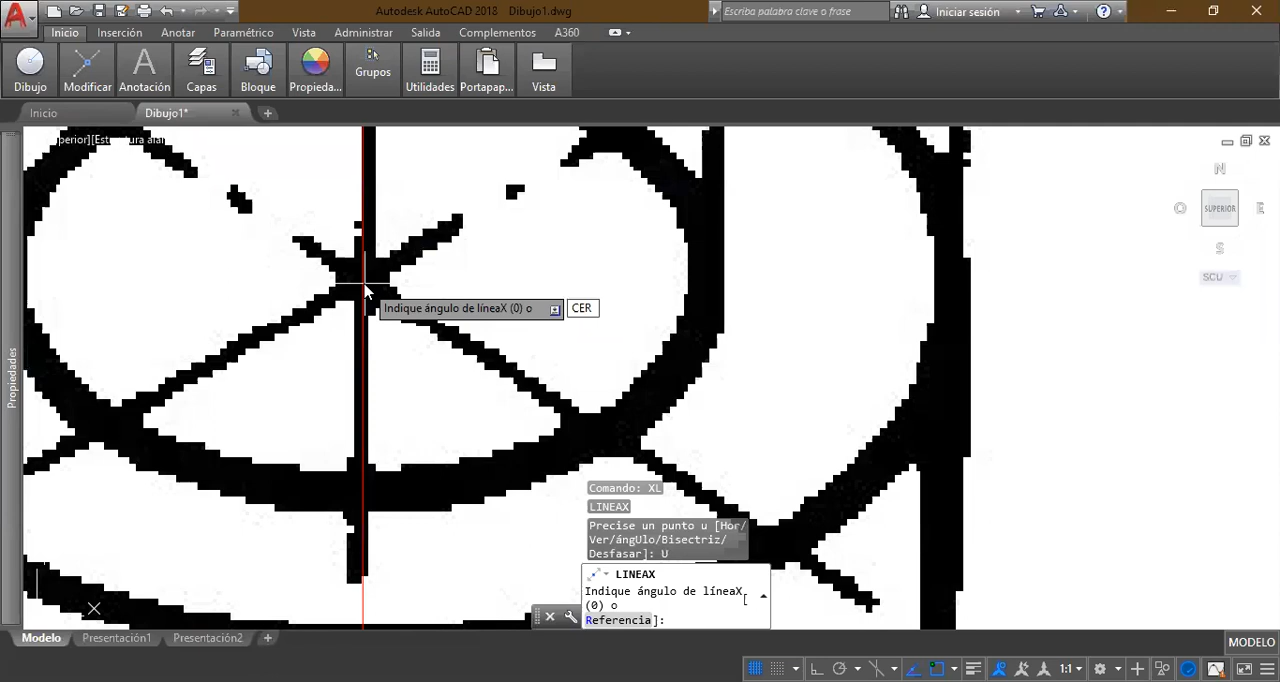 Autodesk AutoCAD 2018 Dibujo1.dwg
Escriba palabra clave o frase
Iniciar sesión
Inicio Inserción Anotar Paramétrico Vista Administrar Salida Complementos A360
Dibujo Modificar Anotación Capas Bloque Propieda... Grupos Utilidades Portapap... Vista
Inicio Dibujo1*
N
O SUPERIOR E
S
SCU
Propiedades
Indique ángulo de líneaX (0) o CER
Comando: XL
LINEAX
Precise un punto u [Hor/
Ver/ángUlo/Bisectriz/
Desfasar]: U
LINEAX
Indique ángulo de líneaX
(0) o [
Referencia]:
Modelo Presentación1 Presentación2
MODELO
1:1